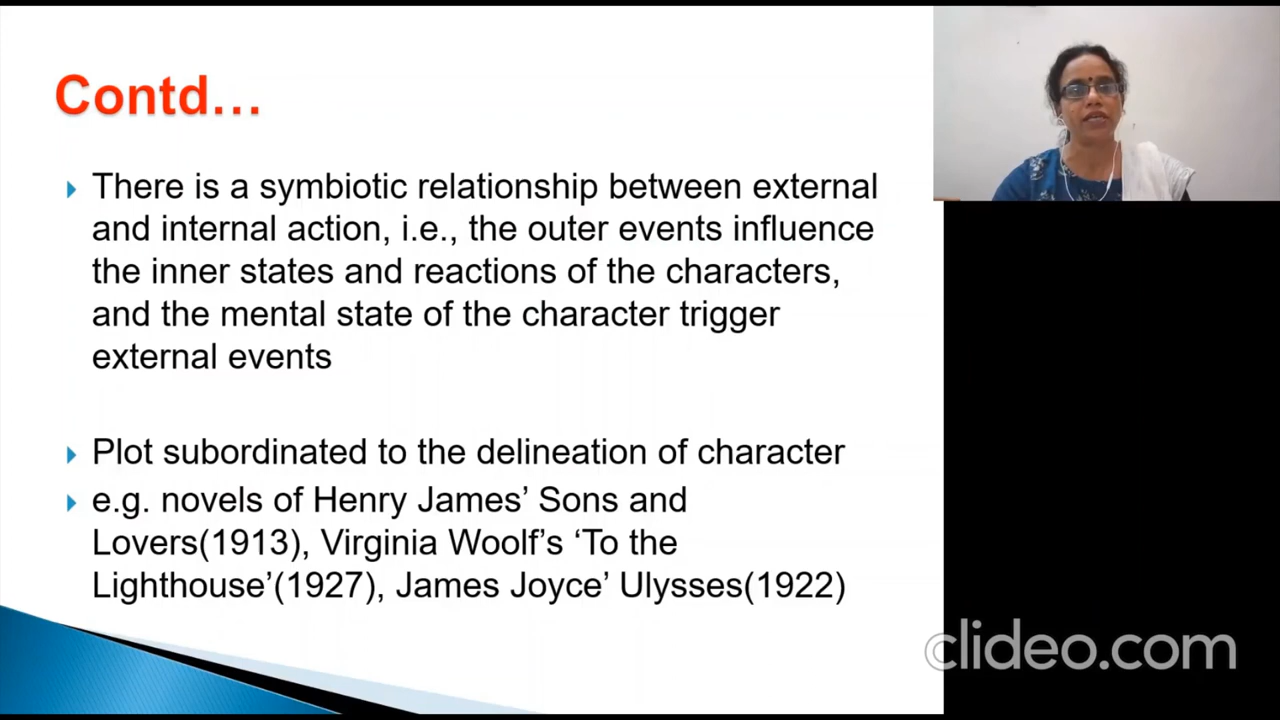 Contd...
There is a symbiotic relationship between external
and internal action, i.e., the outer events influence
the inner states and reactions of the characters,
and the mental state of the character trigger
external events
Plot subordinated to the delineation of character
e.g. novels of Henry James’ Sons and
Lovers(1913), Virginia Woolf’s ‘To the
Lighthouse’(1927), James Joyce’ Ulysses(1922)
clideo.com